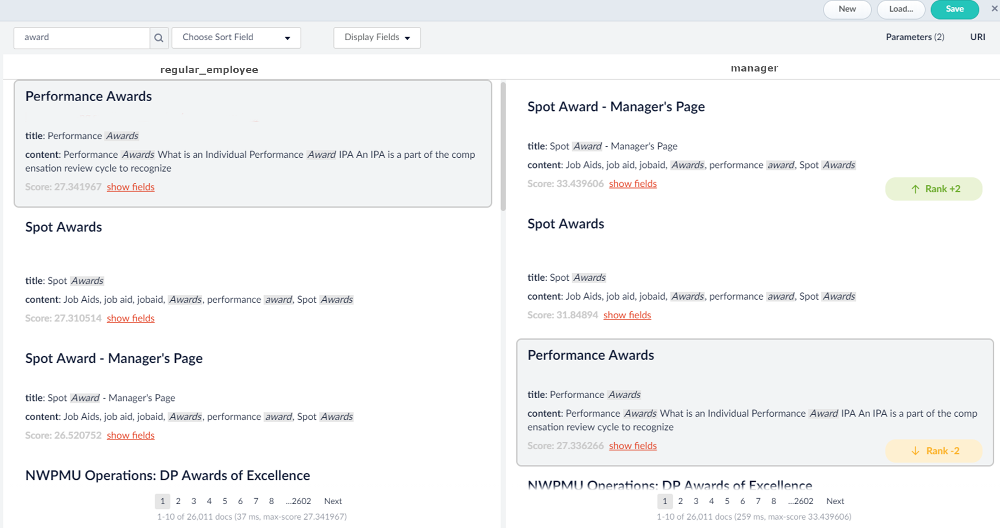 New Load... Save ×
award Choose Sort Field Display Fields Parameters (2) URI
regular_employee
Performance Awards
title: Performance Awards
content: Performance Awards What is an Individual Performance Award IPA An IPA is a part of the comp
ensation review cycle to recognize
Score: 27.341967 show fields
Spot Awards
title: Spot Awards
content: Job Aids, job aid, jobaid, Awards, performance award, Spot Awards
Score: 27.310514 show fields
Spot Award - Manager's Page
title: Spot Award - Manager's Page
content: Job Aids, job aid, jobaid, Awards, performance award, Spot Awards
Score: 26.520752 show fields
NWPMU Operations: DP Awards of Excellence
1 2 3 4 5 6 7 8 ...2602 Next
1-10 of 26,011 docs (37 ms, max-score 27.341967)
manager
Spot Award - Manager's Page
title: Spot Award - Manager's Page
content: Job Aids, job aid, jobaid, Awards, performance award, Spot Awards
Score: 33.439606 show fields
↑ Rank +2
Spot Awards
title: Spot Awards
content: Job Aids, job aid, jobaid, Awards, performance award, Spot Awards
Score: 31.84894 show fields
Performance Awards
title: Performance Awards
content: Performance Awards What is an Individual Performance Award IPA An IPA is a part of the comp
ensation review cycle to recognize
Score: 27.336266 show fields
↓ Rank -2
NWPMU Operations: DP Awards of Excellence
1 2 3 4 5 6 7 8 ...2602 Next
1-10 of 26,011 docs (259 ms, max-score 33.439606)